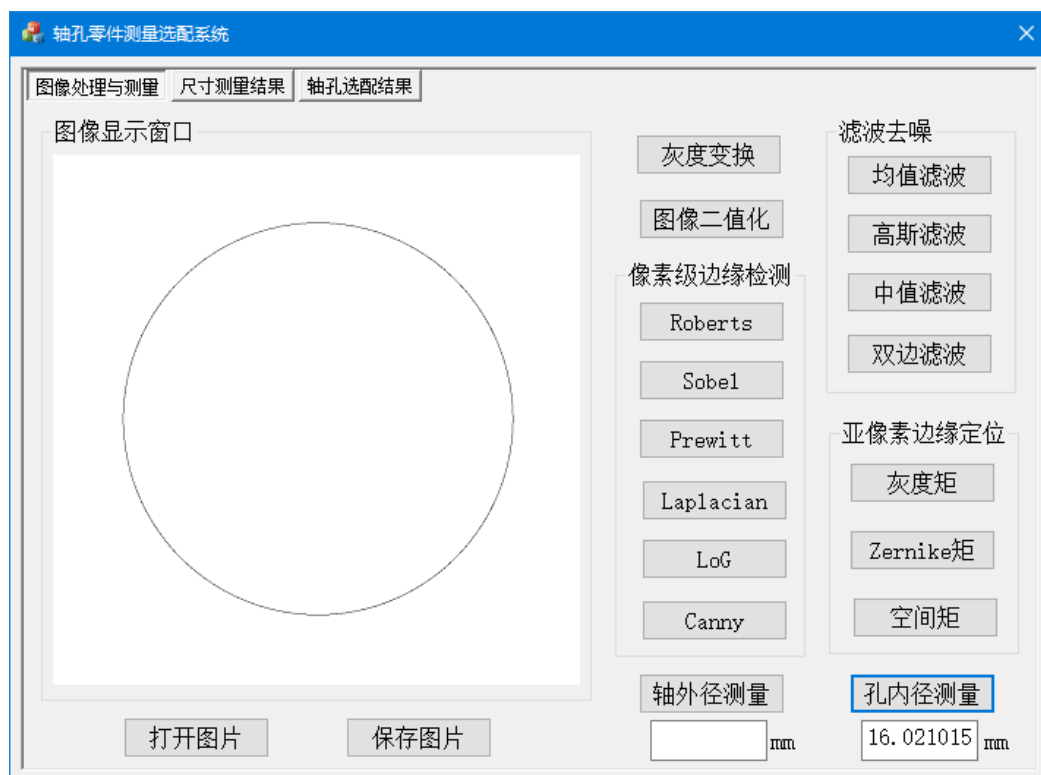 轴孔零件测量选配系统
图像处理与测量 尺寸测量结果 轴孔选配结果
图像显示窗口
打开图片 保存图片
灰度变换
图像二值化
像素级边缘检测
Roberts
Sobel
Prewitt
Laplacian
LoG
Canny
滤波去噪
均值滤波
高斯滤波
中值滤波
双边滤波
亚像素边缘定位
灰度矩
Zernike矩
空间矩
轴外径测量
mm
孔内径测量
16.021015 mm